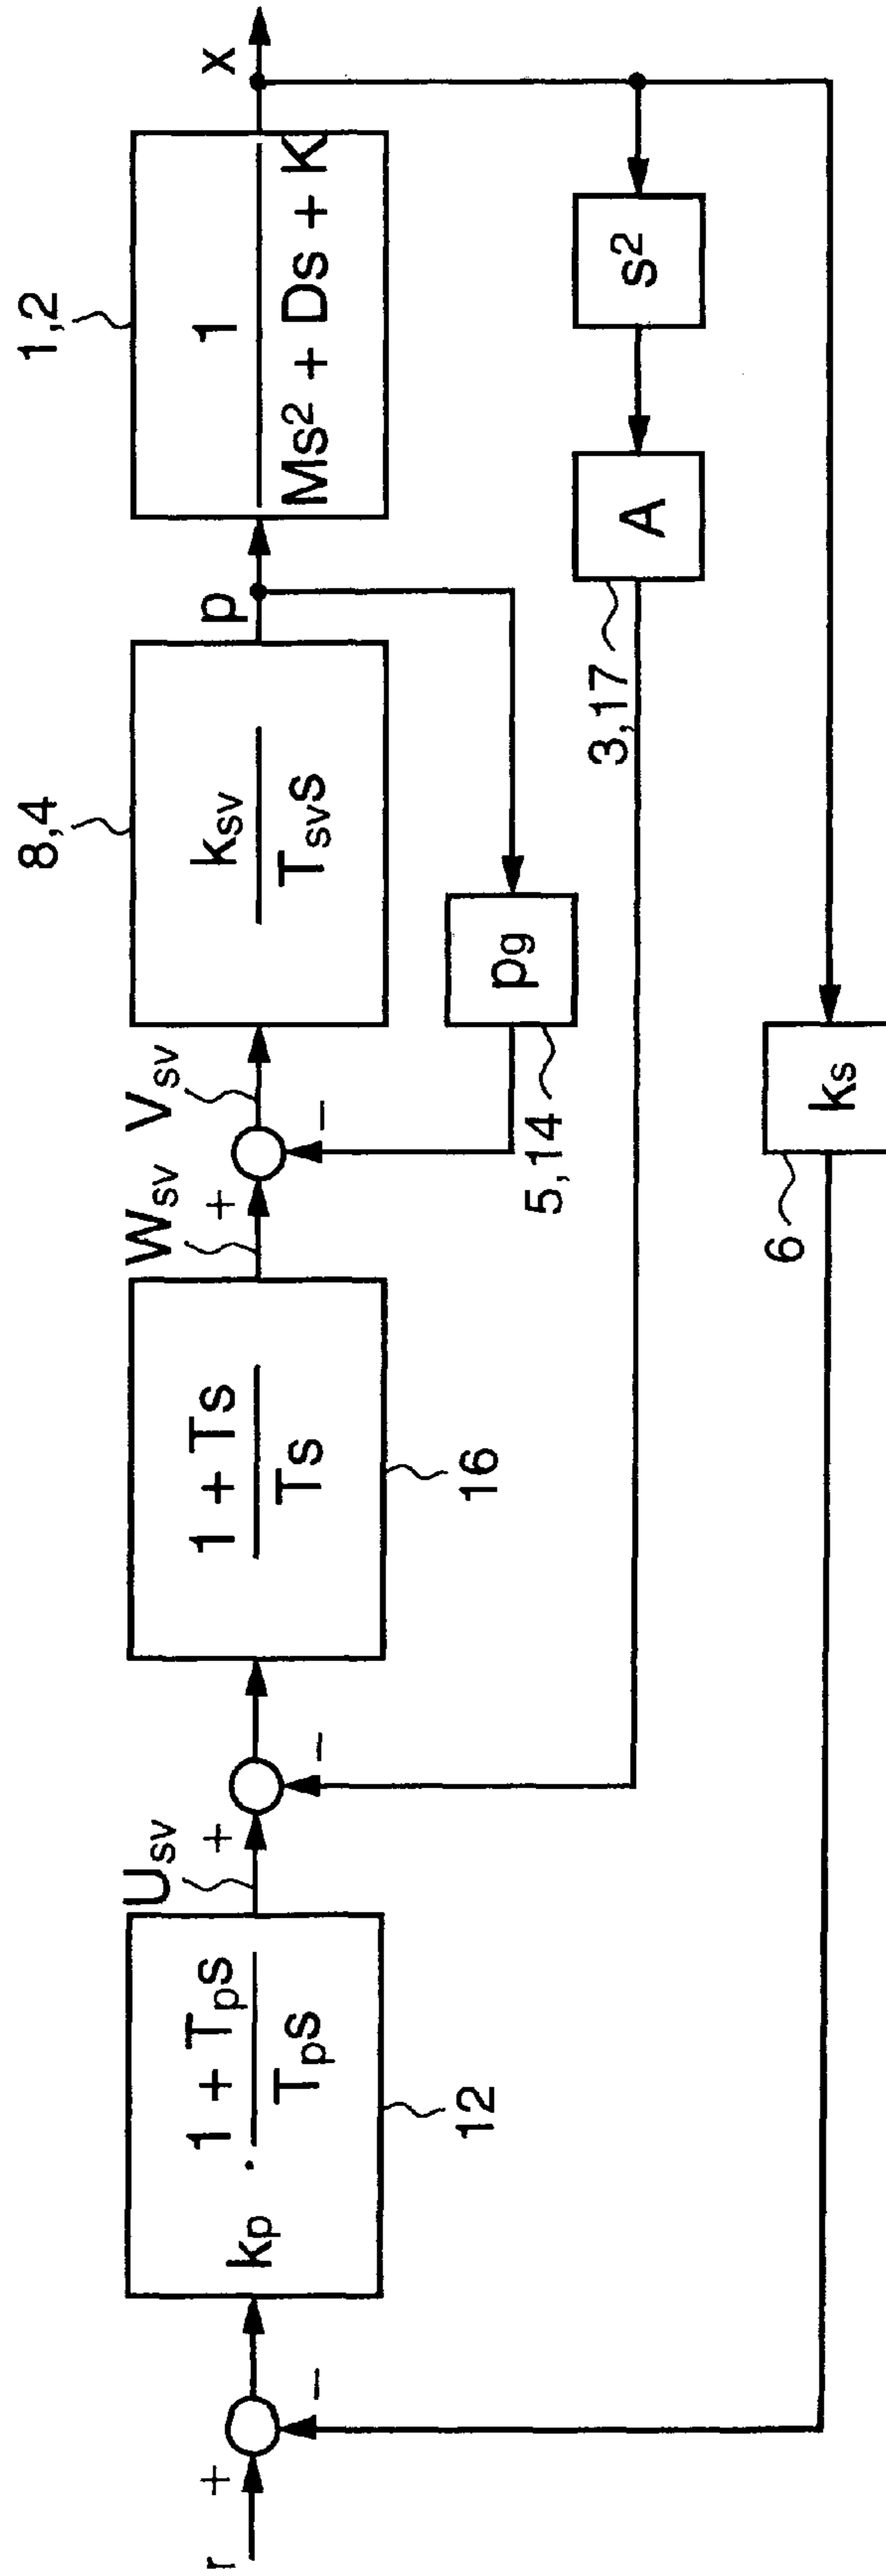 r
+
−
kp · 1 + Tps
Tps
12
Usv
+
−
1 + Ts
Ts
16
Wsv
+
−
Vsv
8,4
ksv
Tsvs
p
pg
5,14
1,2
1
Ms² + Ds + K
x
s²
A
3,17
ks
6